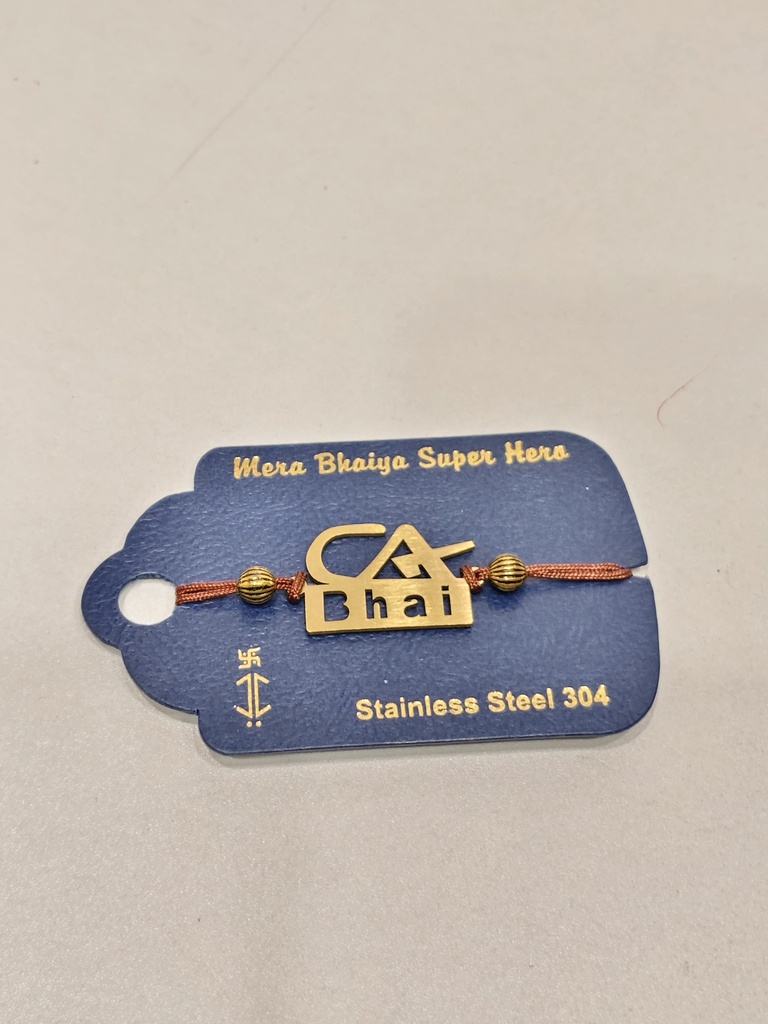 Mera Bhaiya Super Hero
CA
Bhai
Stainless Steel 304